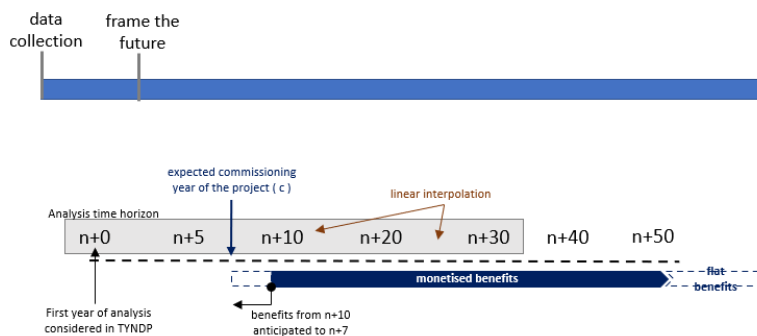 data
collection
frame the
future
expected commissioning
year of the project ( c )
linear interpolation
Analysis time horizon
n+0 n+5 n+10 n+20 n+30 n+40 n+50
monetised benefits
flat
benefits
First year of analysis
considered in TYNDP
benefits from n+10
anticipated to n+7